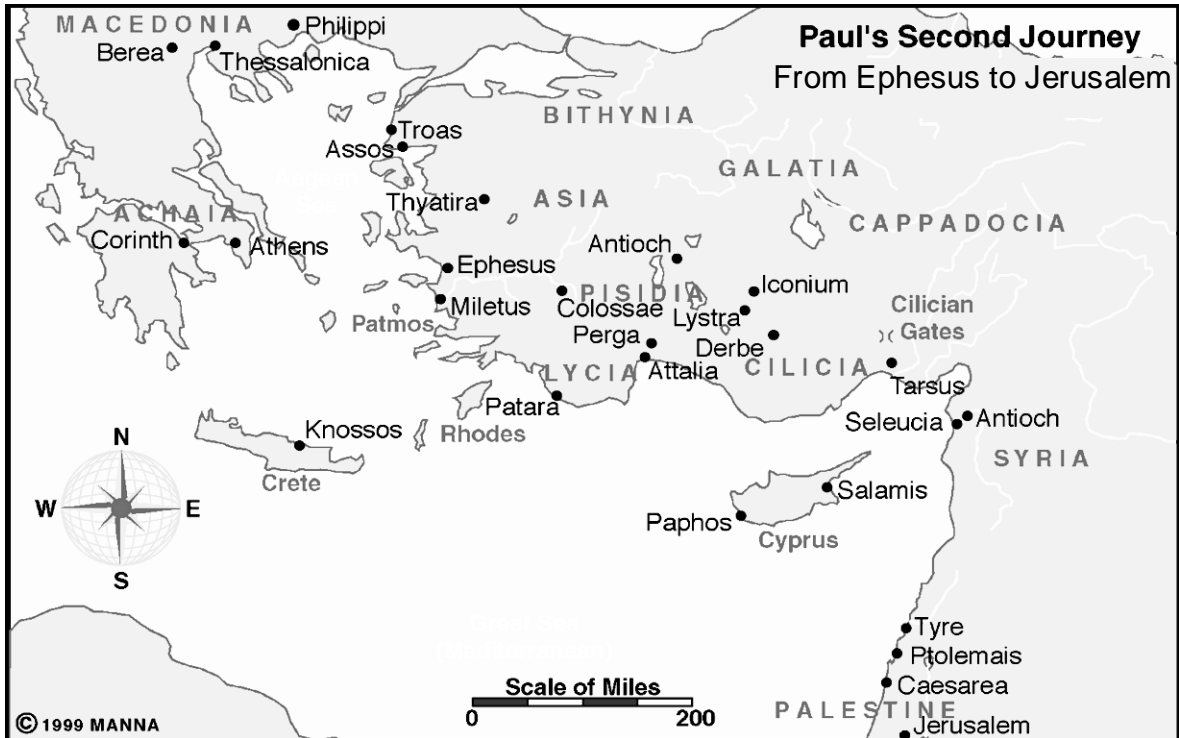 MACEDONIA
Philippi
Berea
Thessalonica
Paul's Second Journey
From Ephesus to Jerusalem
BITHYNIA
Troas
Assos
GALATIA
Thyatira
ASIA
ACHAIA
CAPPADOCIA
Corinth
Athens
Antioch
Ephesus
Iconium
PISIDIA
Colossae
Miletus
Lystra
Cilician
Gates
Patmos
Perga
Derbe
LYCIA
Attalia
CILICIA
Tarsus
Patara
Seleucia
Antioch
Rhodes
Knossos
SYRIA
Crete
N
W
E
S
Salamis
Paphos
Cyprus
Tyre
(Mediterranean)
Ptolemais
Scale of Miles
Caesarea
0
200
PALESTINE
Jerusalem
© 1999 MANNA